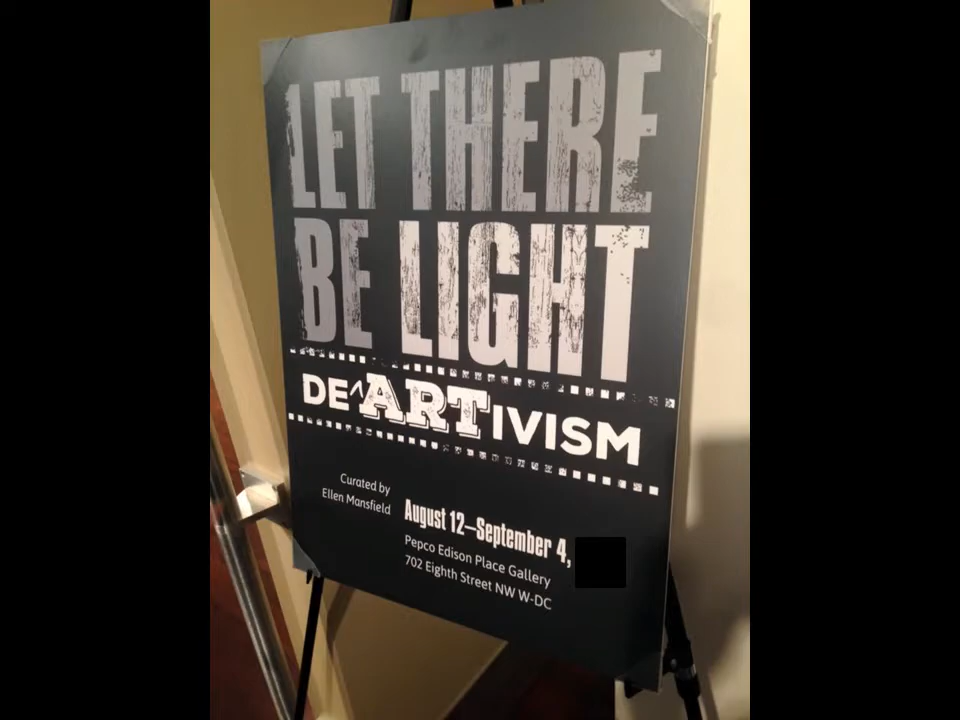 LET THERE
BE LIGHT
DE^ARTIVISM
Curated by
Ellen Mansfield
August 12–September 4,
Pepco Edison Place Gallery
702 Eighth Street NW W-DC